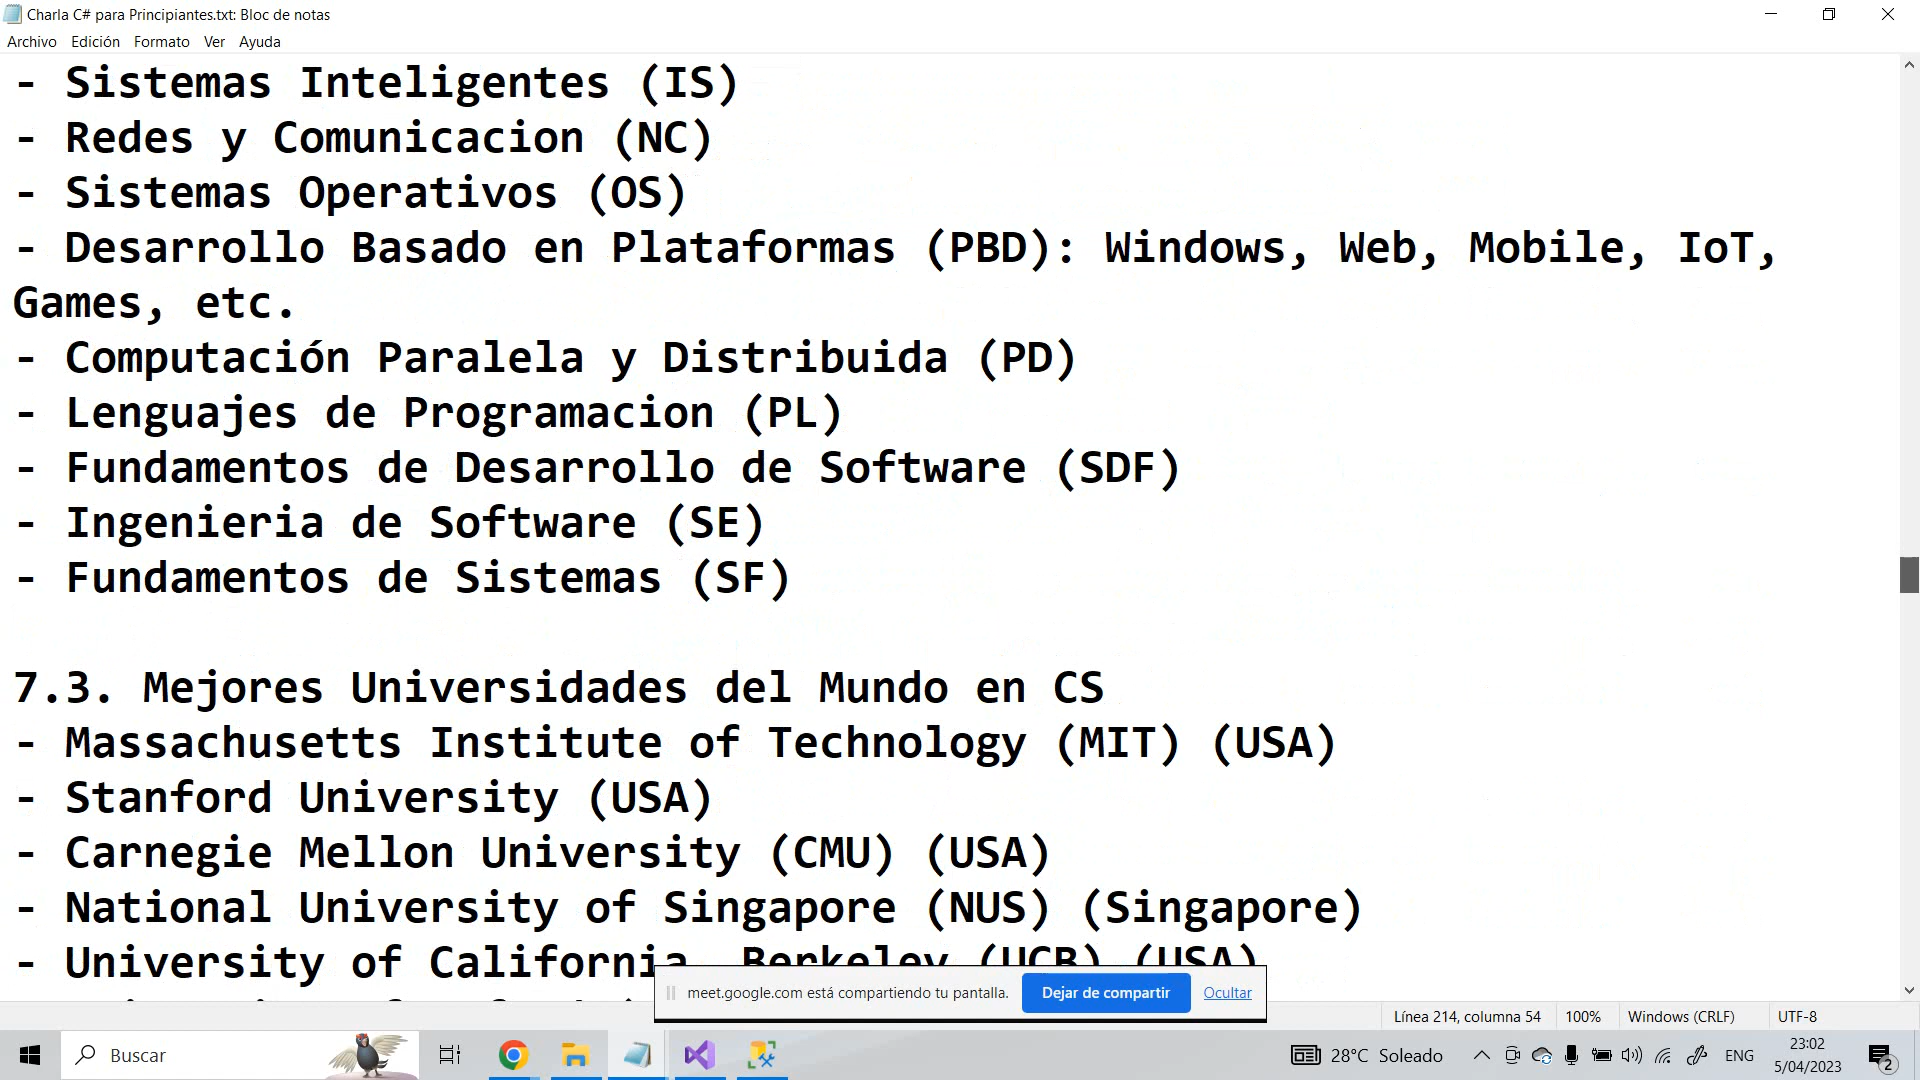 Charla C# para Principiantes.txt: Bloc de notas
Archivo Edición Formato Ver Ayuda
- Sistemas Inteligentes (IS)
- Redes y Comunicacion (NC)
- Sistemas Operativos (OS)
- Desarrollo Basado en Plataformas (PBD): Windows, Web, Mobile, IoT,
Games, etc.
- Computación Paralela y Distribuida (PD)
- Lenguajes de Programacion (PL)
- Fundamentos de Desarrollo de Software (SDF)
- Ingenieria de Software (SE)
- Fundamentos de Sistemas (SF)
7.3. Mejores Universidades del Mundo en CS
- Massachusetts Institute of Technology (MIT) (USA)
- Stanford University (USA)
- Carnegie Mellon University (CMU) (USA)
- National University of Singapore (NUS) (Singapore)
- University of California, Berkeley (UCB) (USA)
meet.google.com está compartiendo tu pantalla. Dejar de compartir Ocultar
Línea 214, columna 54 100% Windows (CRLF) UTF-8
Buscar 28°C Soleado ENG 23:02
5/04/2023 2